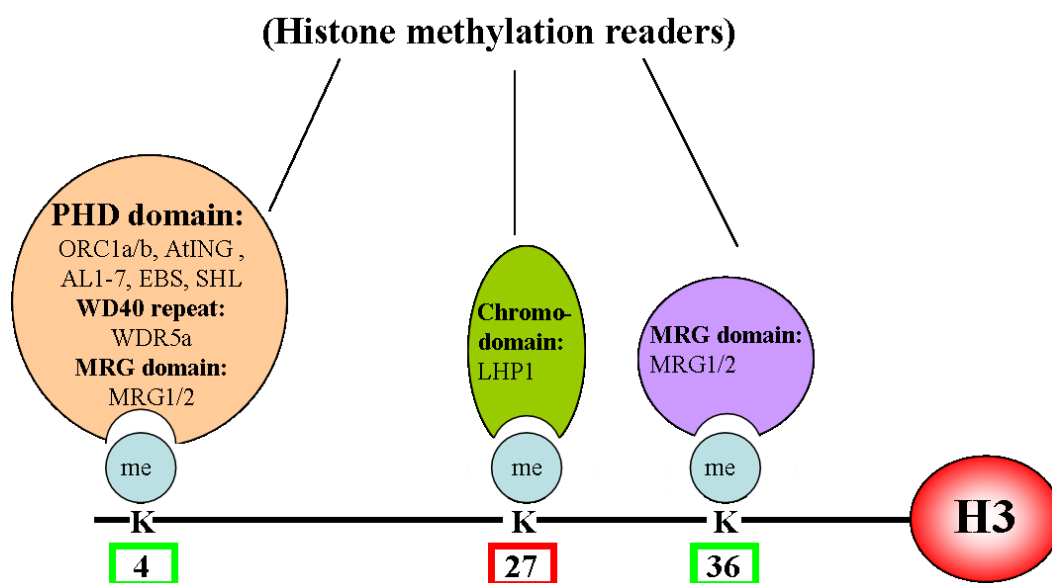 (Histone methylation readers)
PHD domain:
ORC1a/b, AtING ,
AL1-7, EBS, SHL
WD40 repeat:
WDR5a
MRG domain:
MRG1/2
Chromo-
domain:
LHP1
MRG domain:
MRG1/2
me
me
me
K
K
K
H3
4
27
36